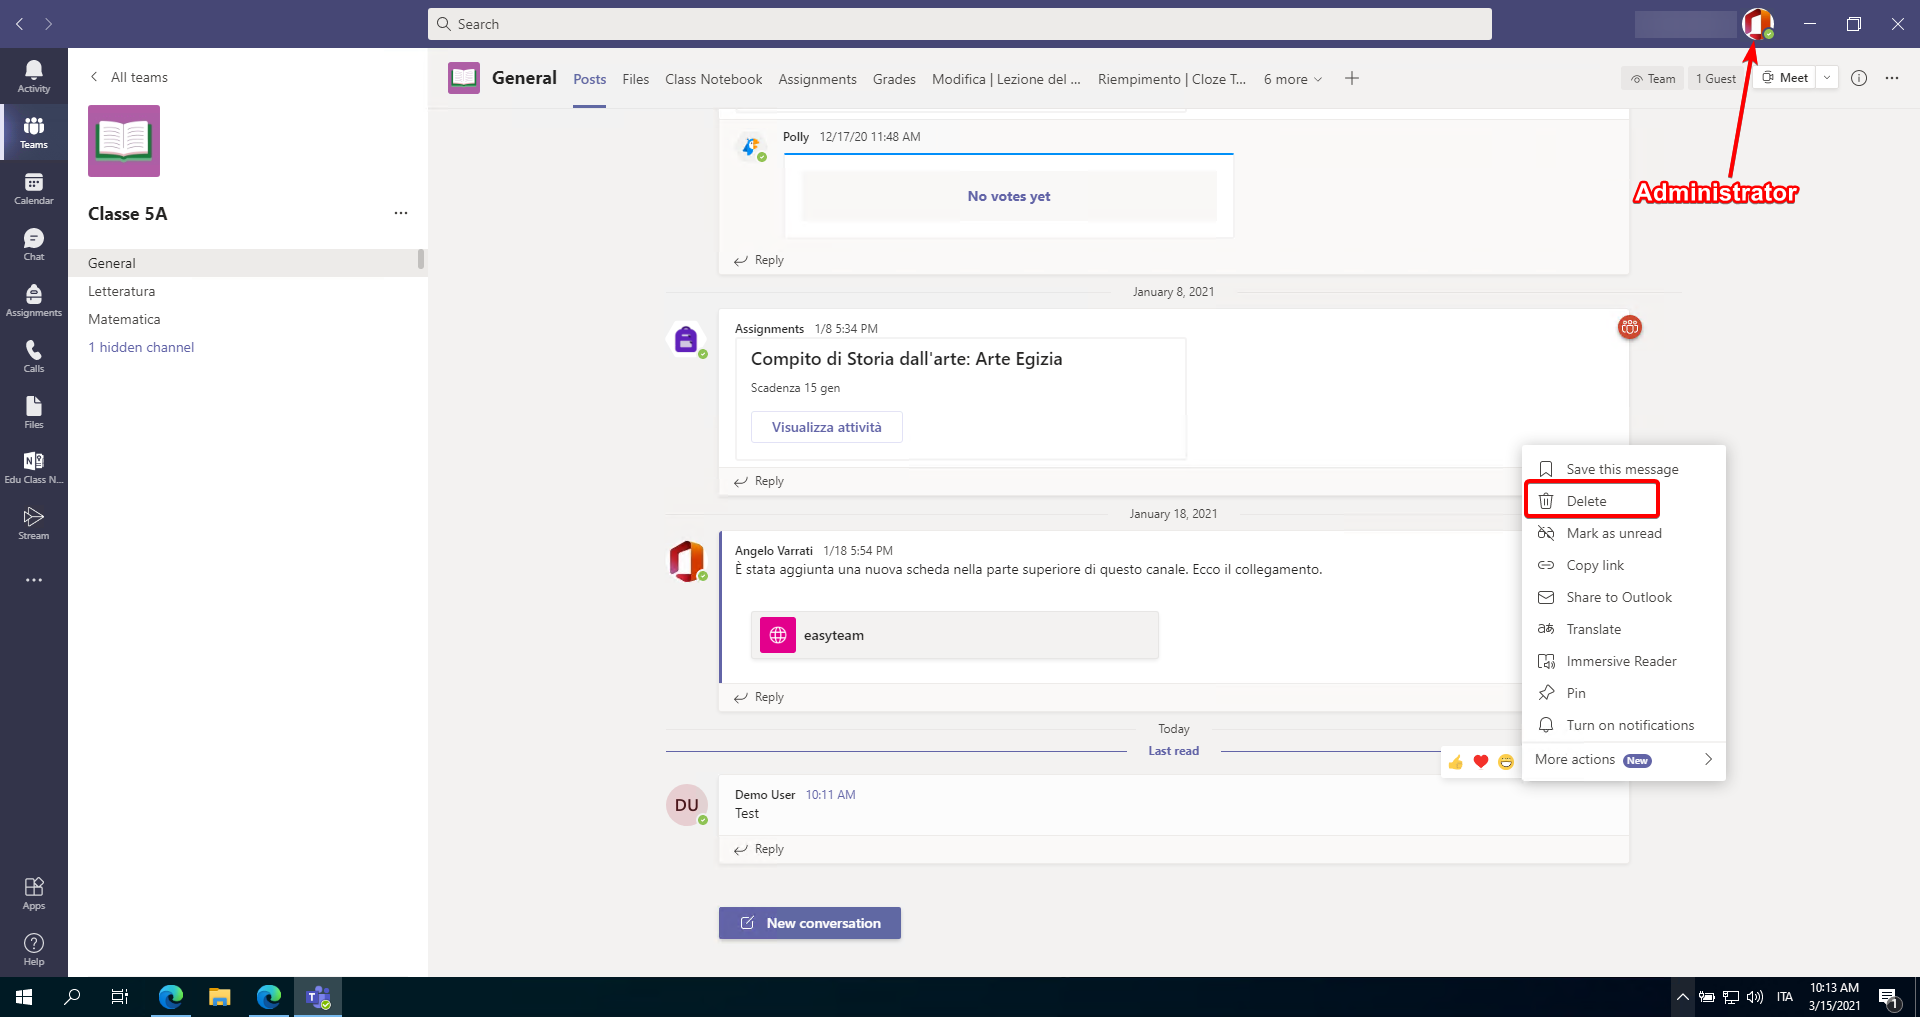 Search
Activity
Teams
Calendar
Chat
Assignments
Calls
Files
Edu Class N...
Stream
Apps
Help
All teams
Classe 5A
General
Letteratura
Matematica
1 hidden channel
General Posts Files Class Notebook Assignments Grades Modifica | Lezione del ... Riempimento | Cloze T... 6 more
Team 1 Guest Meet
Administrator
Polly 12/17/20 11:48 AM
No votes yet
Reply
January 8, 2021
Assignments 1/8 5:34 PM
Compito di Storia dall'arte: Arte Egizia
Scadenza 15 gen
Visualizza attività
Reply
January 18, 2021
Angelo Varrati 1/18 5:54 PM
È stata aggiunta una nuova scheda nella parte superiore di questo canale. Ecco il collegamento.
easyteam
Reply
Today
Last read
DU
Demo User 10:11 AM
Test
Reply
New conversation
Save this message
Delete
Mark as unread
Copy link
Share to Outlook
Translate
Immersive Reader
Pin
Turn on notifications
More actions New
ITA
10:13 AM
3/15/2021
1